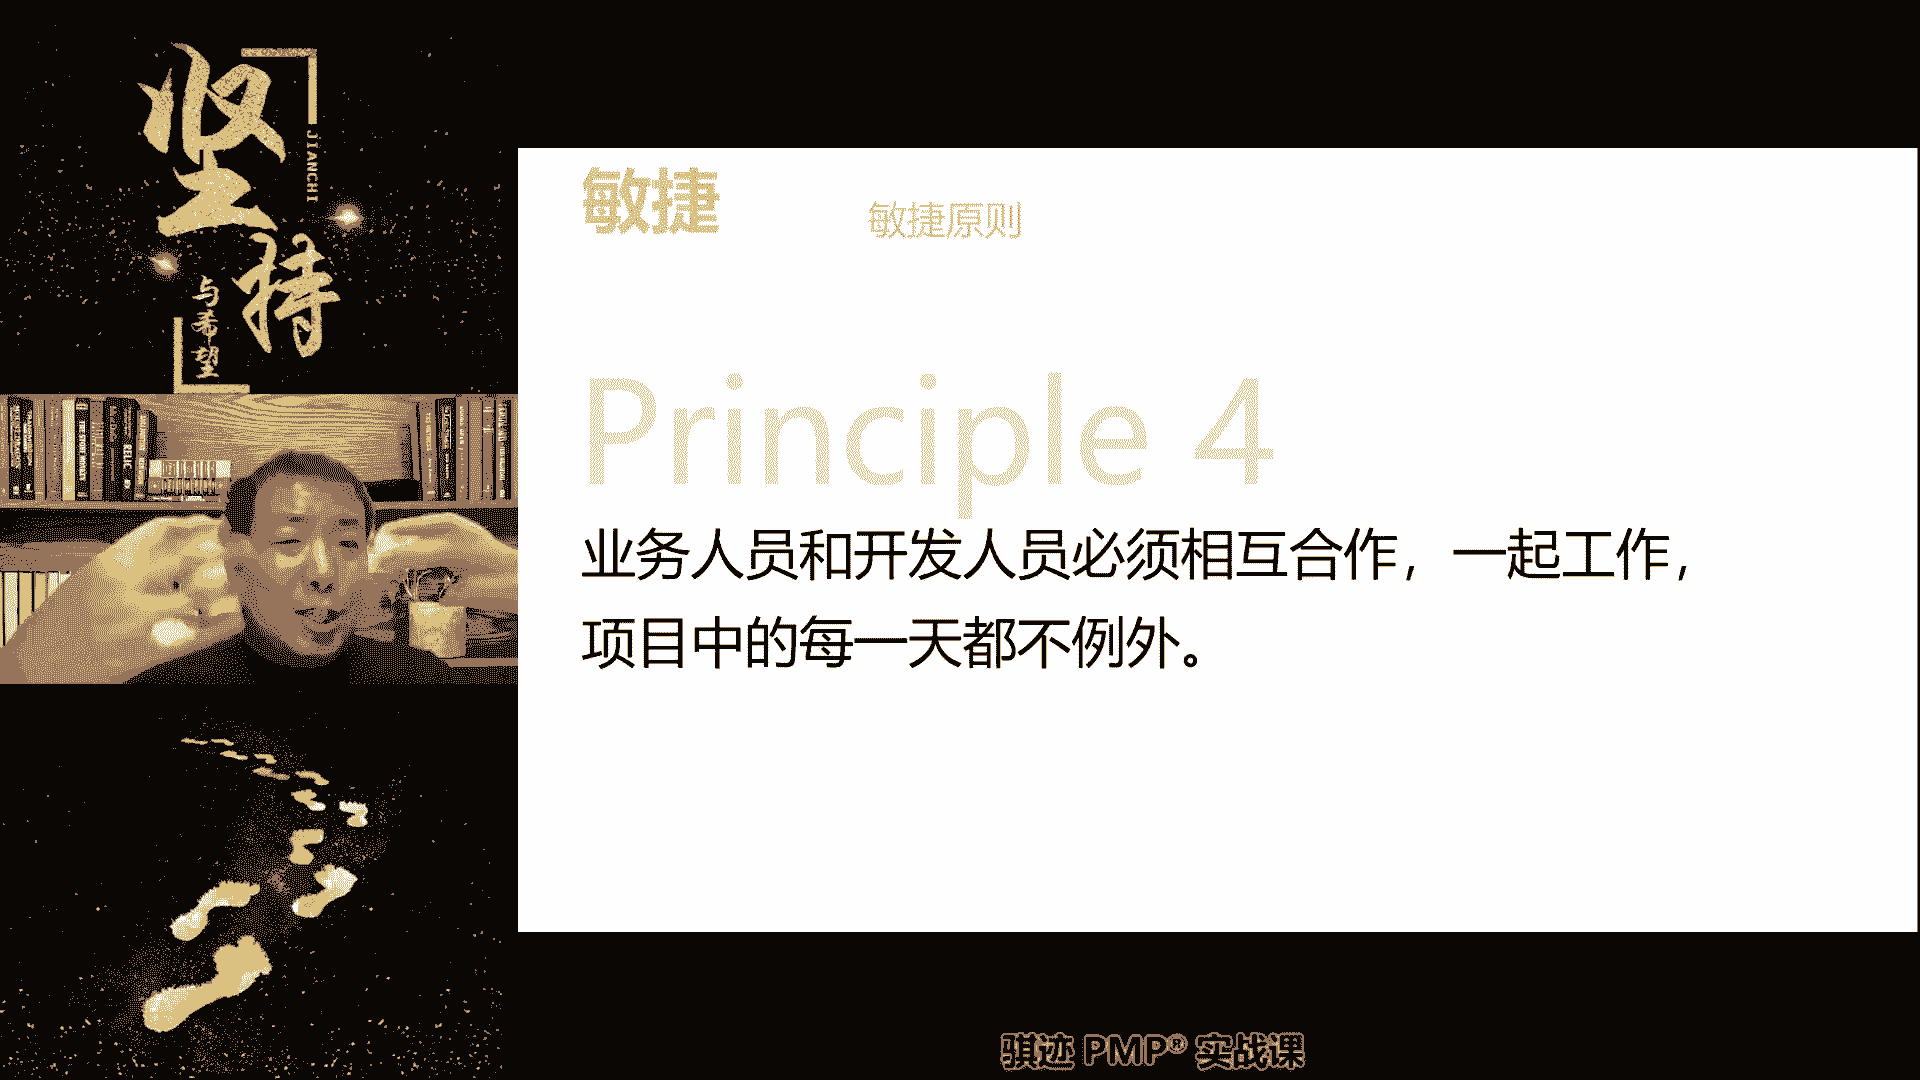 坚持
JIANCHI
与希望
敏捷
敏捷原则
Principle 4
业务人员和开发人员必须相互合作，一起工作，
项目中的每一天都不例外。
骐迹 PMP® 实战课